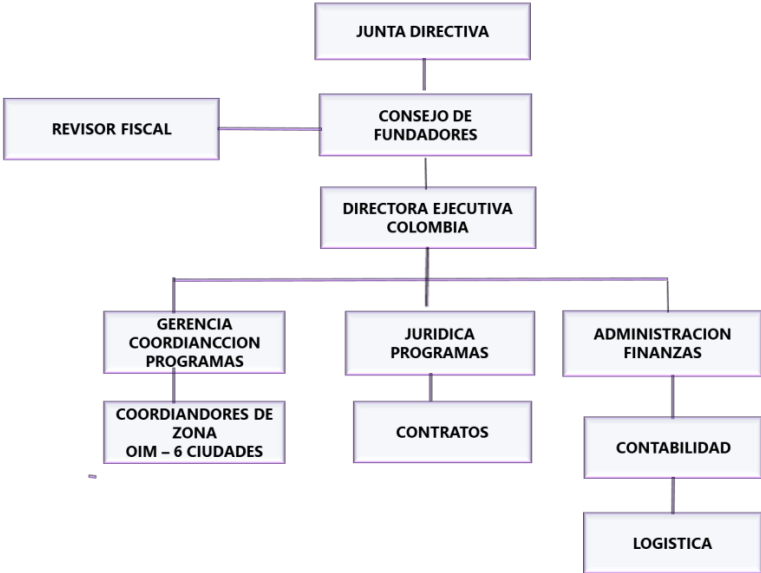 JUNTA DIRECTIVA
REVISOR FISCAL
CONSEJO DE
FUNDADORES
DIRECTORA EJECUTIVA
COLOMBIA
GERENCIA
COORDIANCCION
PROGRAMAS
JURIDICA
PROGRAMAS
ADMINISTRACION
FINANZAS
COORDIANDORES DE
ZONA
OIM – 6 CIUDADES
CONTRATOS
CONTABILIDAD
LOGISTICA